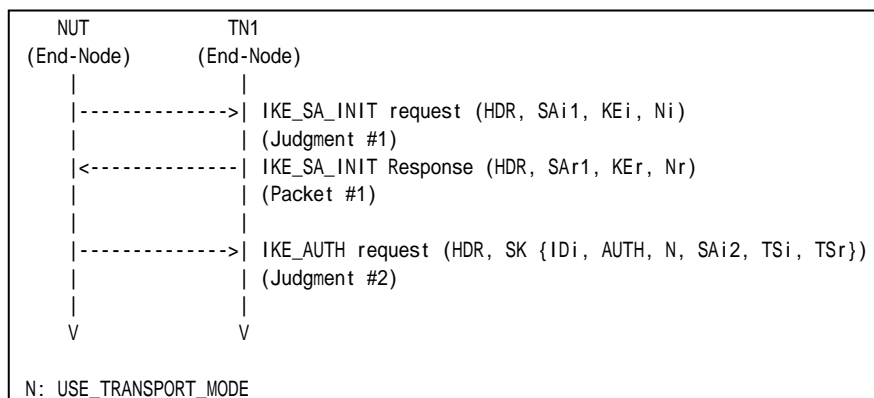 NUT TN1
(End-Node) (End-Node)
| |
|-------------->| IKE_SA_INIT request (HDR, SAi1, KEi, Ni)
| | (Judgment #1)
|<--------------| IKE_SA_INIT Response (HDR, SAr1, KEr, Nr)
| | (Packet #1)
| |
|-------------->| IKE_AUTH request (HDR, SK {IDi, AUTH, N, SAi2, TSi, TSr})
| | (Judgment #2)
| |
V V
N: USE_TRANSPORT_MODE